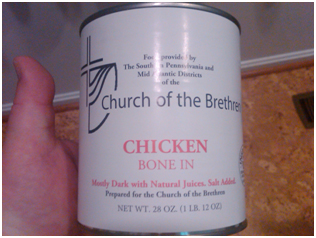 Food provided by
The Southern Pennsylvania and
Mid Atlantic Districts
of the
Church of the Brethren
CHICKEN
BONE IN
Mostly Dark with Natural Juices. Salt Added.
Prepared for the Church of the Brethren
NET WT. 28 OZ. (1 LB. 12 OZ)